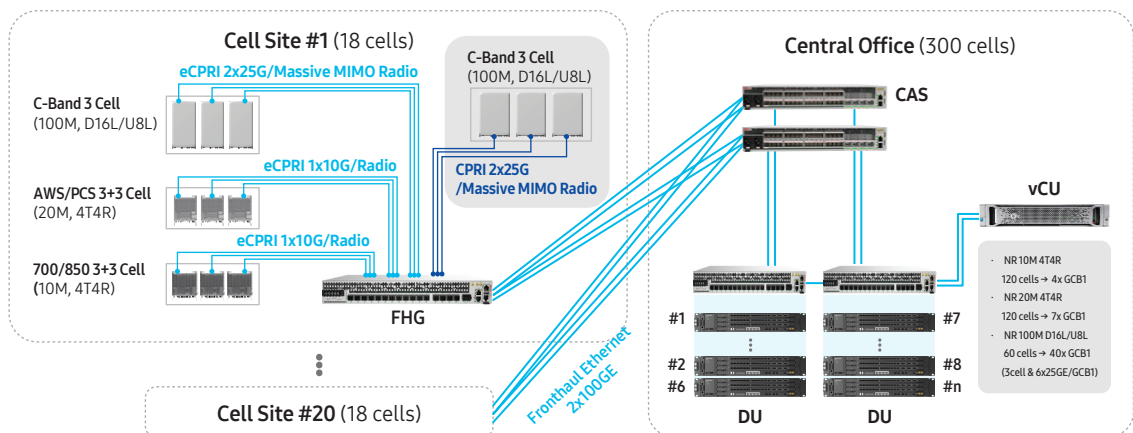 Cell Site #1 (18 cells)
eCPRI 2x25G/Massive MIMO Radio
C-Band 3 Cell
(100M, D16L/U8L)
C-Band 3 Cell
(100M, D16L/U8L)
CPRI 2x25G
/Massive MIMO Radio
eCPRI 1x10G/Radio
AWS/PCS 3+3 Cell
(20M, 4T4R)
eCPRI 1x10G/Radio
700/850 3+3 Cell
(10M, 4T4R)
FHG
Cell Site #20 (18 cells)
Fronthaul Ethernet
2x100GE
Central Office (300 cells)
CAS
vCU
#1
#2
#6
DU
#7
#8
#n
DU
· NR 10M 4T4R
120 cells → 4x GCB1
· NR 20M 4T4R
120 cells → 7x GCB1
· NR 100M D16L/U8L
60 cells → 40x GCB1
(3cell & 6x25GE/GCB1)